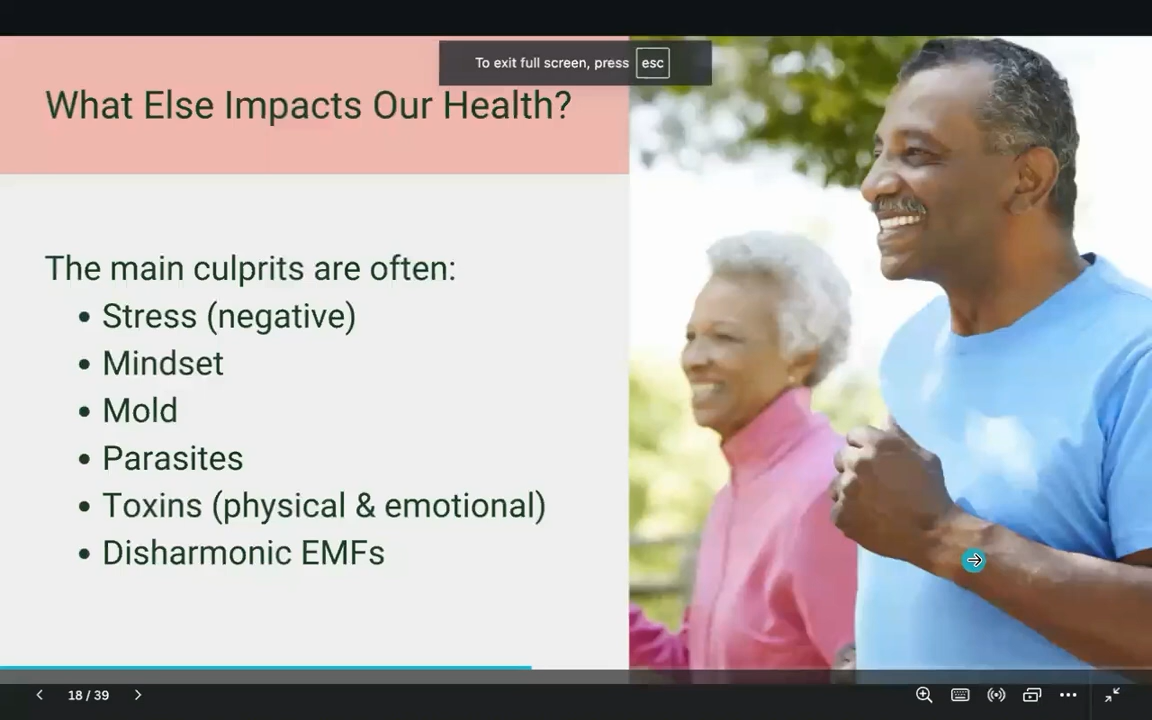 To exit full screen, press esc
What Else Impacts Our Health?
The main culprits are often:
• Stress (negative)
• Mindset
• Mold
• Parasites
• Toxins (physical & emotional)
• Disharmonic EMFs
18 / 39